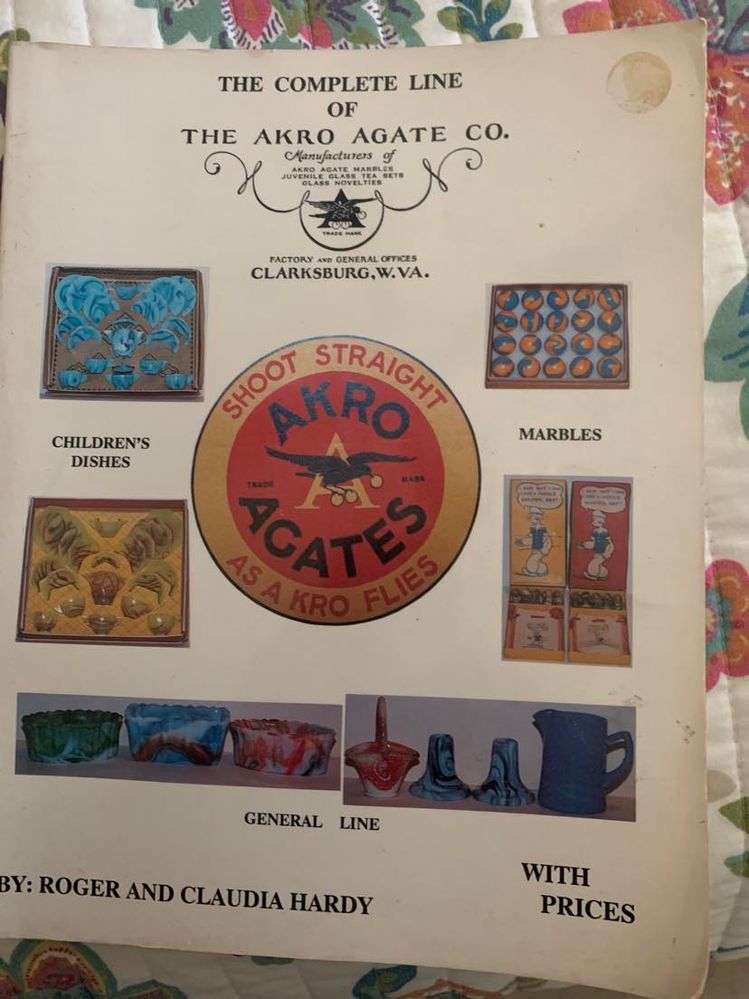 THE COMPLETE LINE
OF
THE AKRO AGATE CO.
Manufacturers of
AKRO AGATE MARBLES
JUVENILE GLASS TEA SETS
GLASS NOVELTIES
A
TRADE MARK
FACTORY AND GENERAL OFFICES
CLARKSBURG, W. VA.
CHILDREN'S
DISHES
SHOOT STRAIGHT
AKRO
TRADE A MARK
AGATES
AS A KRO FLIES
MARBLES
GENERAL LINE
BY: ROGER AND CLAUDIA HARDY
WITH
PRICES